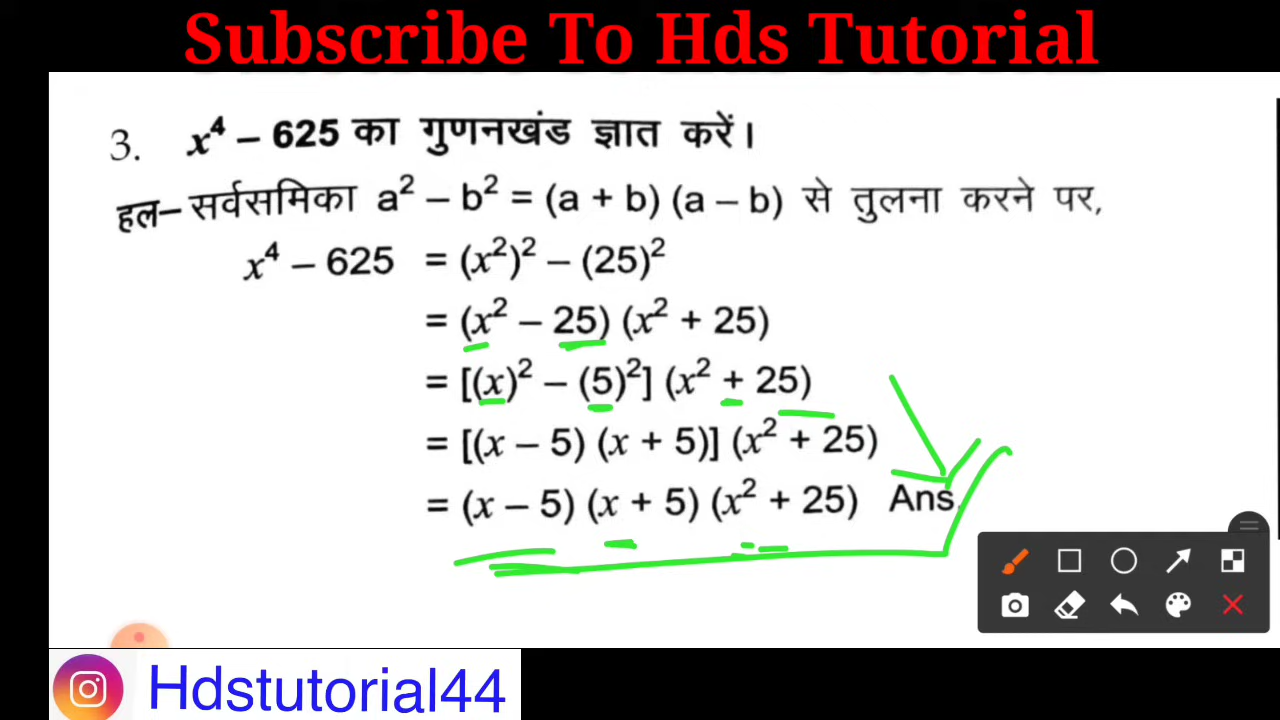 Subscribe To Hds Tutorial
3. x⁴ – 625 का गुणनखंड ज्ञात करें।
हल– सर्वसमिका a² – b² = (a + b) (a – b) से तुलना करने पर,
x⁴ – 625 = (x²)² – (25)²
= (x² – 25) (x² + 25)
= [(x)² – (5)²] (x² + 25)
= [(x – 5) (x + 5)] (x² + 25)
= (x – 5) (x + 5) (x² + 25) Ans.
Hdstutorial44